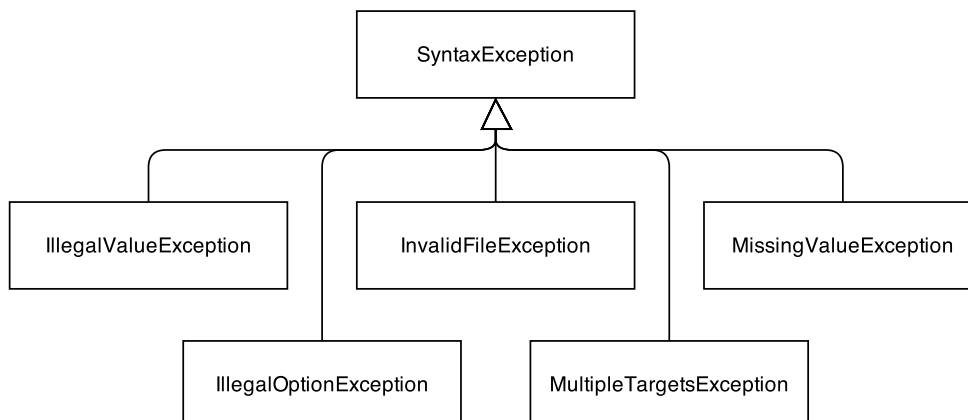 SyntaxException
IllegalValueException
InvalidFileException
MissingValueException
IllegalOptionException
MultipleTargetsException